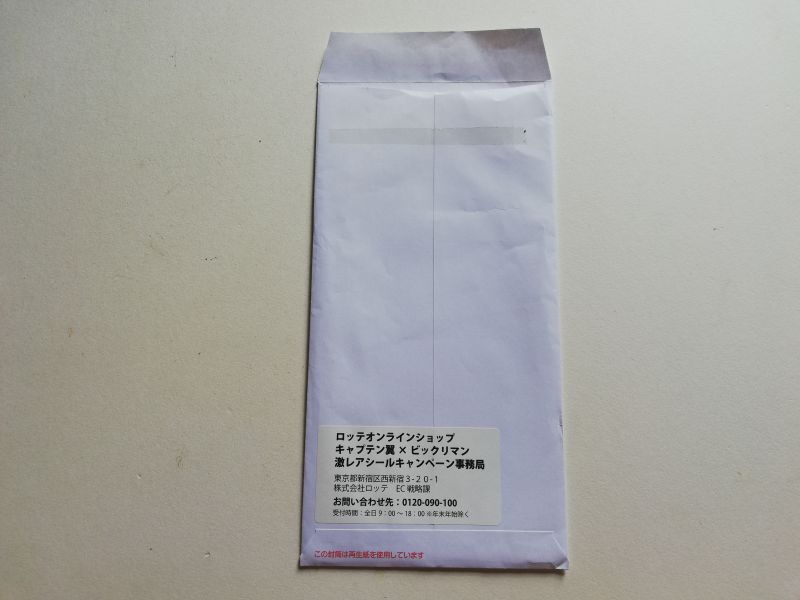 ロッテオンラインショップ
キャプテン翼 × ビックリマン
激レアシールキャンペーン事務局
東京都新宿区西新宿３-２０-１
株式会社ロッテ　EC 戦略課
お問い合わせ先：0120-090-100
受付時間：全日 9：00 ～ 18：00 ※年末年始除く
この封筒は再生紙を使用しています